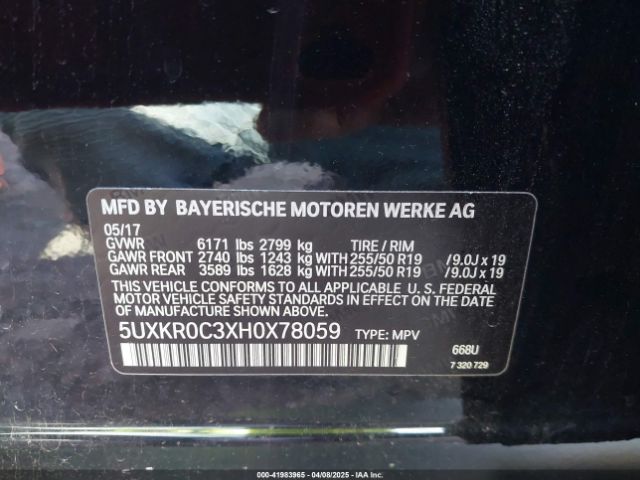 MFD BY BAYERISCHE MOTOREN WERKE AG
05/17
GVWR 6171 lbs 2799 kg TIRE / RIM
GAWR FRONT 2740 lbs 1243 kg WITH 255/50 R19 /9.0J x 19
GAWR REAR 3589 lbs 1628 kg WITH 255/50 R19 /9.0J x 19
THIS VEHICLE CONFORMS TO ALL APPLICABLE U. S. FEDERAL
MOTOR VEHICLE SAFETY STANDARDS IN EFFECT ON THE DATE
OF MANUFACTURE SHOWN ABOVE.
5UXKR0C3XH0X78059 TYPE: MPV
668U
7 320 729
000-41983965 - 04/08/2025 - IAA Inc.